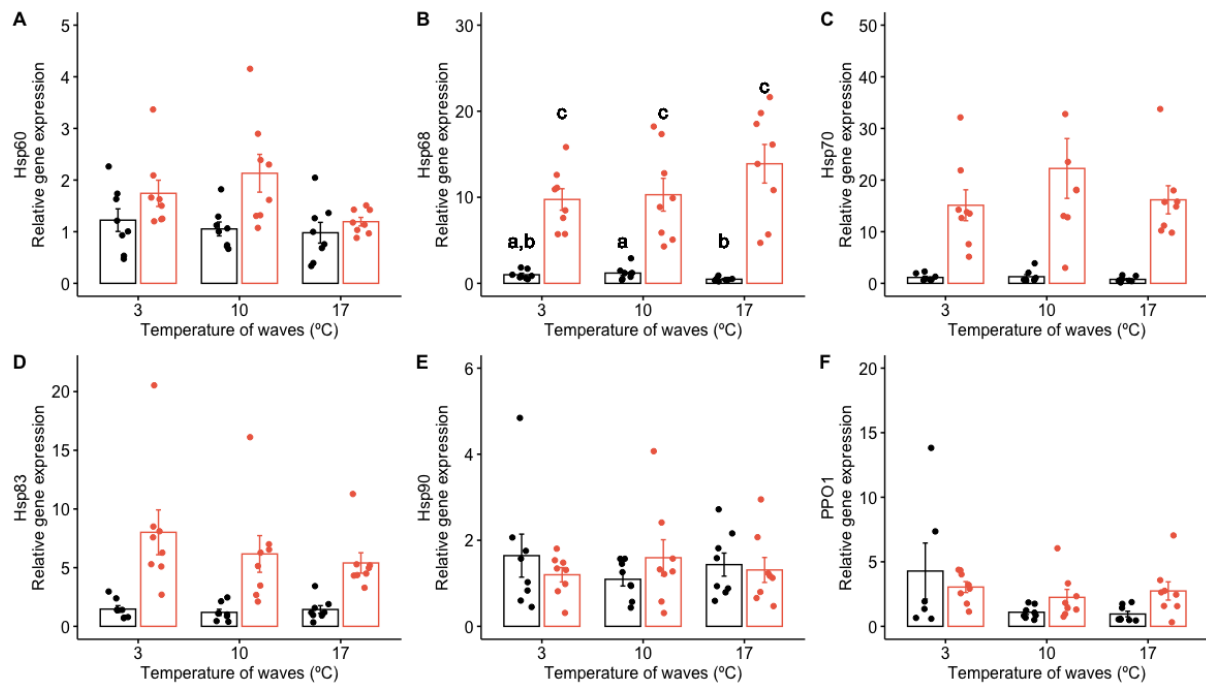 A
Hsp60
Relative gene expression
5
4
3
2
1
0
3
10
17
Temperature of waves (ºC)
B
Hsp68
Relative gene expression
30
20
10
0
a,b
c
a
c
b
c
3
10
17
Temperature of waves (ºC)
C
Hsp70
Relative gene expression
50
40
30
20
10
0
3
10
17
Temperature of waves (ºC)
D
Hsp83
Relative gene expression
20
15
10
5
0
3
10
17
Temperature of waves (ºC)
E
Hsp90
Relative gene expression
6
4
2
0
3
10
17
Temperature of waves (ºC)
F
PPO1
Relative gene expression
20
15
10
5
0
3
10
17
Temperature of waves (ºC)